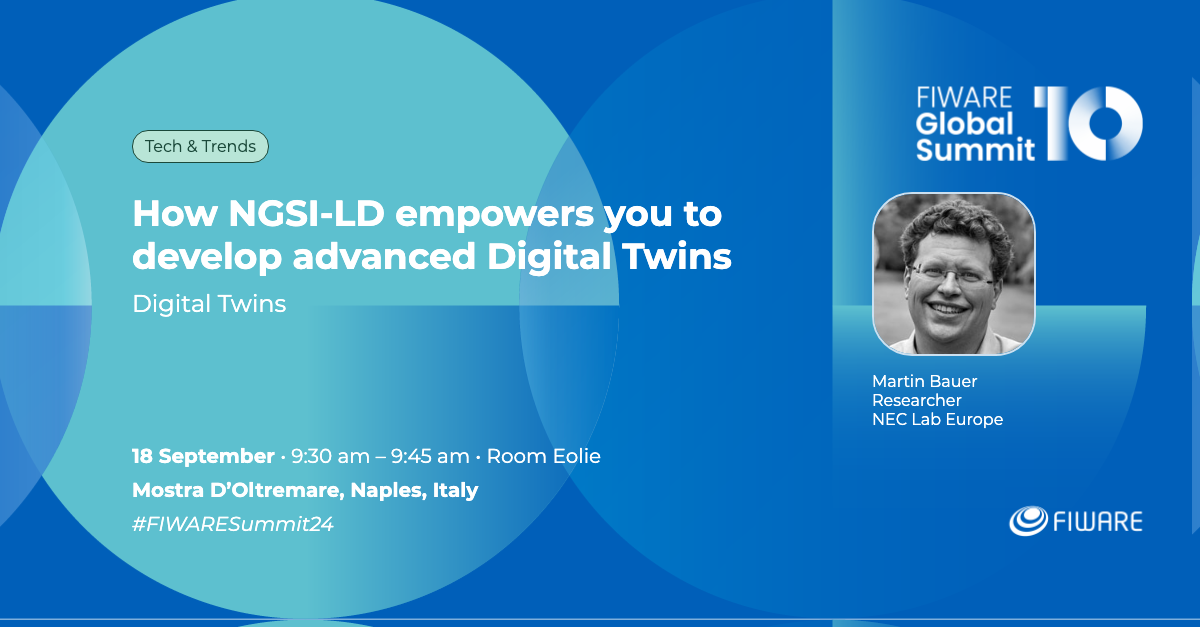 Tech & Trends
How NGSI-LD empowers you to
develop advanced Digital Twins
Digital Twins
18 September · 9:30 am – 9:45 am · Room Eolie
Mostra D’Oltremare, Naples, Italy
#FIWARESummit24
FIWARE
Global
Summit 10
Martin Bauer
Researcher
NEC Lab Europe
FIWARE